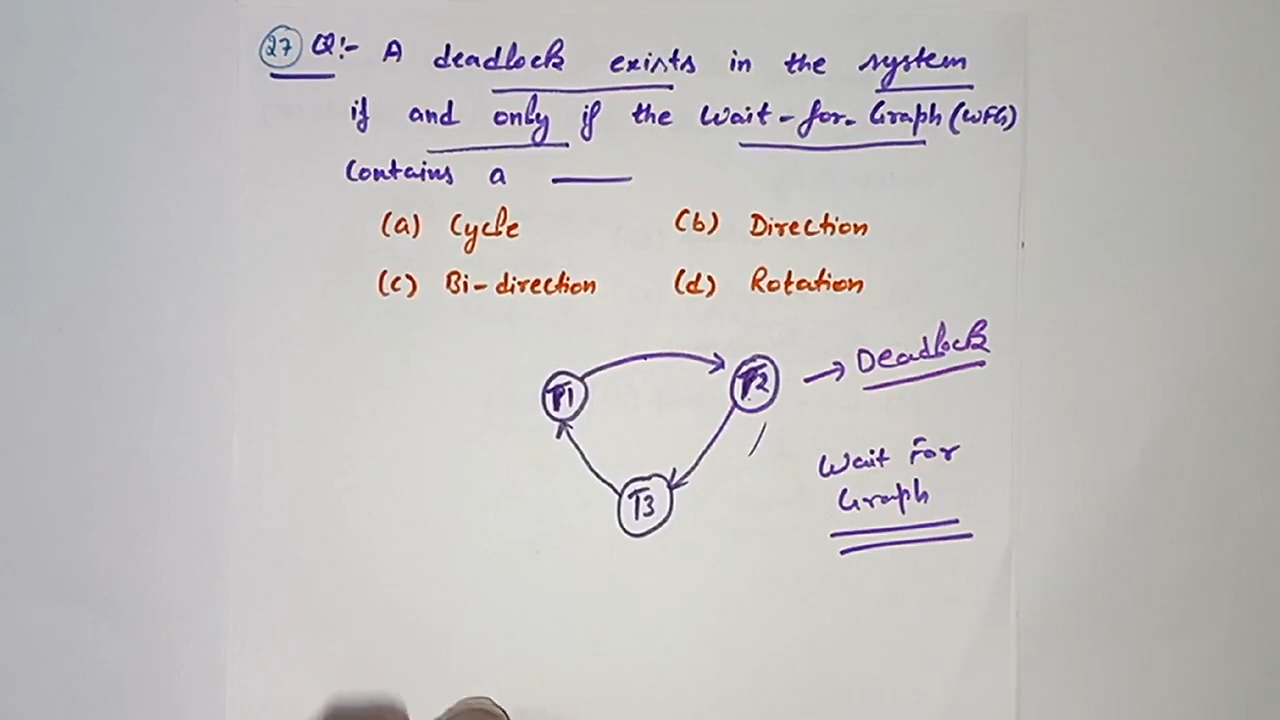 27 Q:- A deadlock exists in the system
if and only if the Wait-for-Graph (WFG)
Contains a ___
(a) Cycle (b) Direction
(c) Bi-direction (d) Rotation
T1 T2 → Deadlock
Wait For
Graph
T3